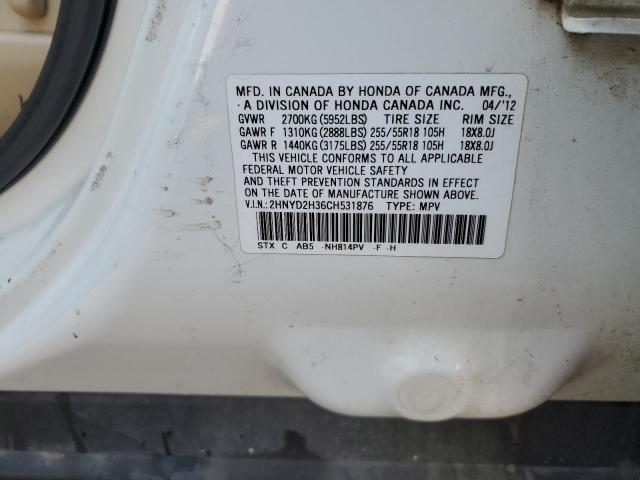 MFD. IN CANADA BY HONDA OF CANADA MFG.,
A DIVISION OF HONDA CANADA INC. 04/'12
GVWR 2700KG(5952LBS) TIRE SIZE RIM SIZE
GAWR F 1310KG(2888LBS) 255/55R18 105H 18X8.0J
GAWR R 1440KG(3175LBS) 255/55R18 105H 18X8.0J
THIS VEHICLE CONFORMS TO ALL APPLICABLE
FEDERAL MOTOR VEHICLE SAFETY
AND THEFT PREVENTION STANDARDS IN EFFECT ON
THE DATE OF MANUFACTURE SHOWN ABOVE.
V.I.N.: 2HNYD2H36CH531876 TYPE: MPV
STX C AB5 -NH814PV -F -H